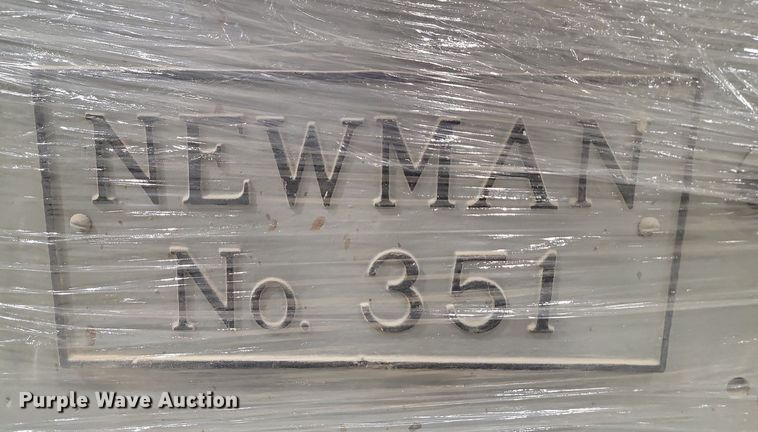 NEWMAN
No. 351
Purple Wave Auction